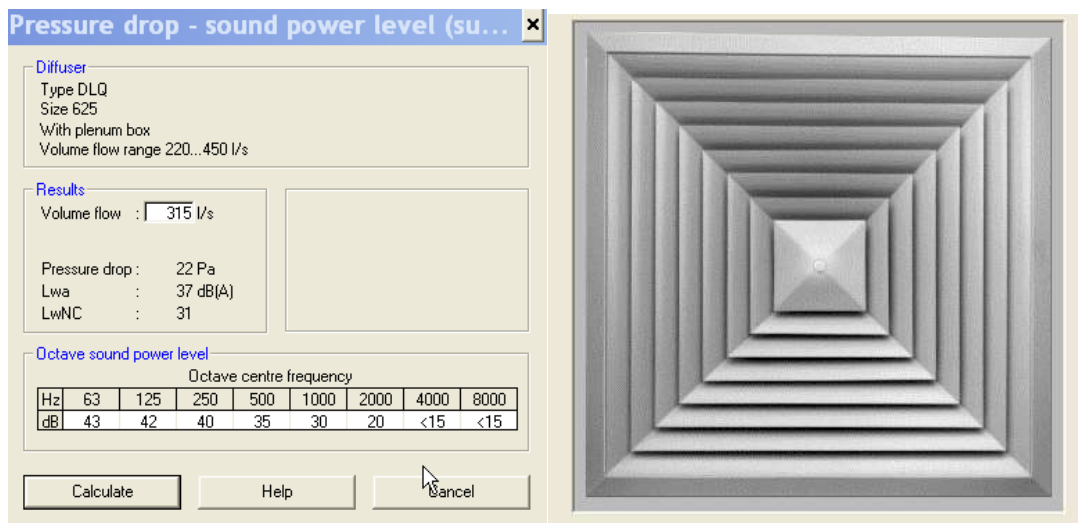 Pressure drop - sound power level (su...
Diffuser
Type DLQ
Size 625
With plenum box
Volume flow range 220...450 l/s
Results
Volume flow : 315 l/s
Pressure drop : 22 Pa
Lwa : 37 dB(A)
LwNC : 31
Octave sound power level
Octave centre frequency
Hz 63 125 250 500 1000 2000 4000 8000
dB 43 42 40 35 30 20 <15 <15
Calculate Help Cancel